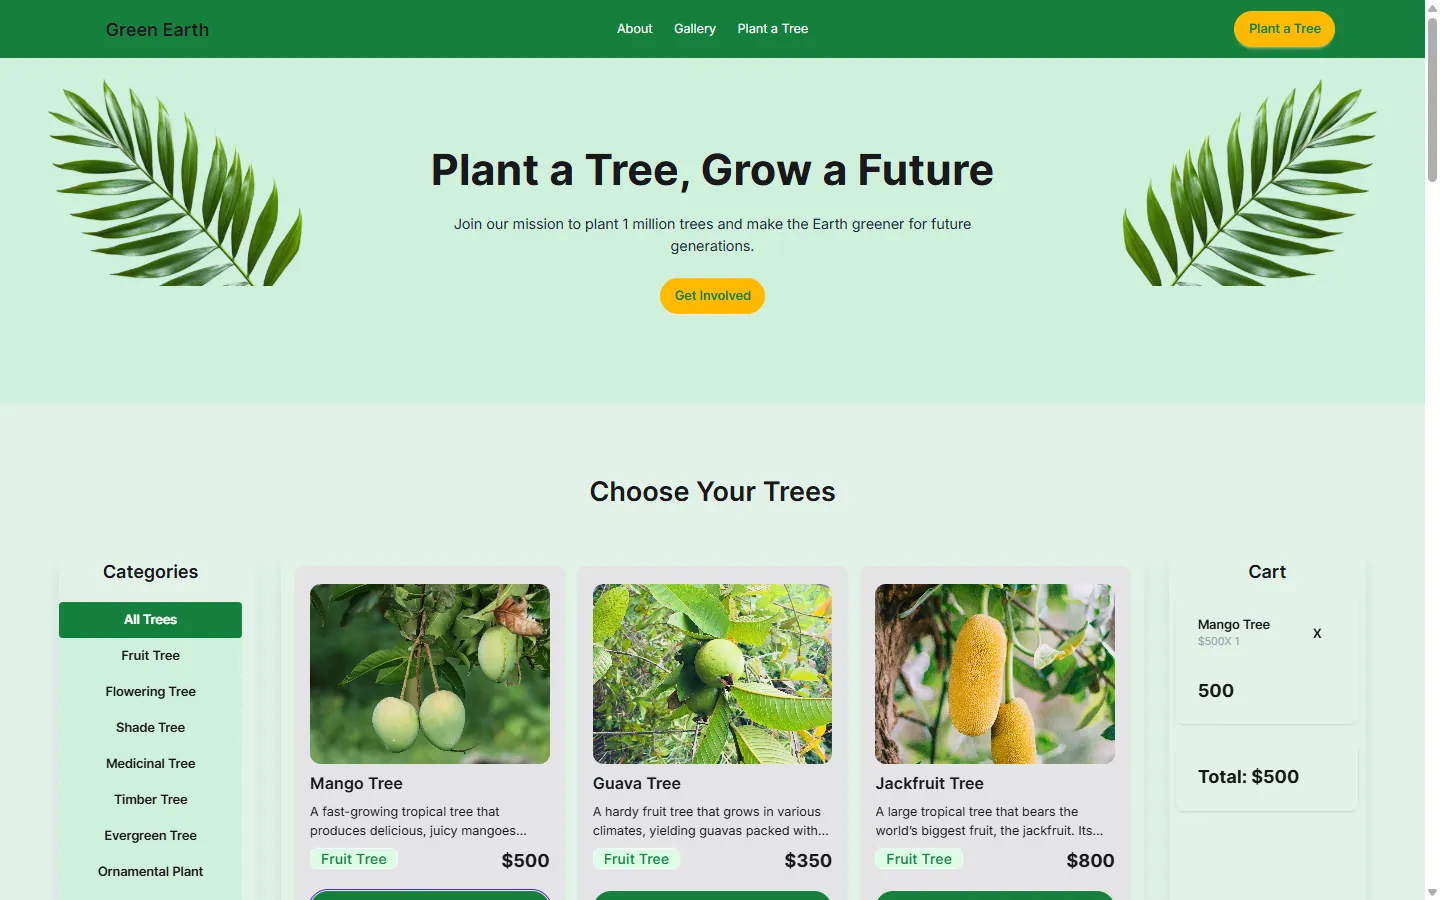 Green Earth
About
Gallery
Plant a Tree
Plant a Tree
Plant a Tree, Grow a Future
Join our mission to plant 1 million trees and make the Earth greener for future
generations.
Get Involved
Choose Your Trees
Categories
All Trees
Fruit Tree
Flowering Tree
Shade Tree
Medicinal Tree
Timber Tree
Evergreen Tree
Ornamental Plant
Mango Tree
A fast-growing tropical tree that
produces delicious, juicy mangoes...
Fruit Tree
$500
Guava Tree
A hardy fruit tree that grows in various
climates, yielding guavas packed with...
Fruit Tree
$350
Jackfruit Tree
A large tropical tree that bears the
world’s biggest fruit, the jackfruit. Its...
Fruit Tree
$800
Cart
Mango Tree
$500X 1
X
500
Total: $500